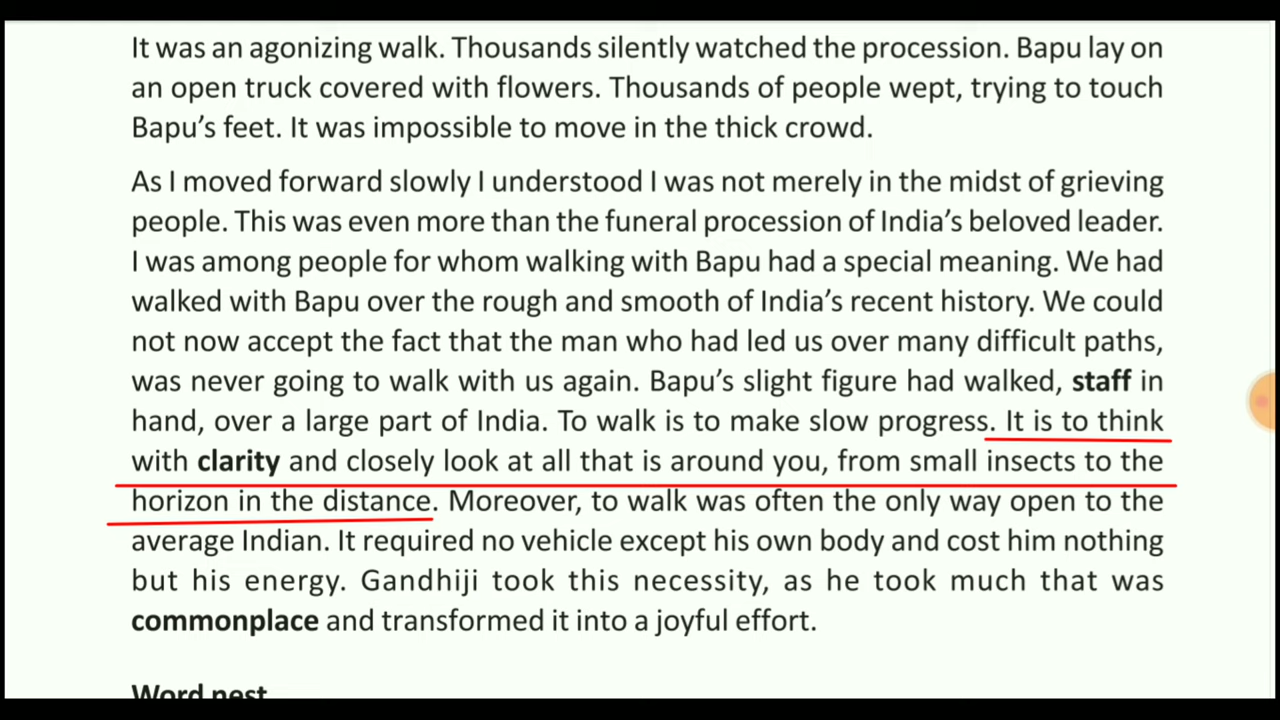 It was an agonizing walk. Thousands silently watched the procession. Bapu lay on
an open truck covered with flowers. Thousands of people wept, trying to touch
Bapu’s feet. It was impossible to move in the thick crowd.
As I moved forward slowly I understood I was not merely in the midst of grieving
people. This was even more than the funeral procession of India’s beloved leader.
I was among people for whom walking with Bapu had a special meaning. We had
walked with Bapu over the rough and smooth of India’s recent history. We could
not now accept the fact that the man who had led us over many difficult paths,
was never going to walk with us again. Bapu’s slight figure had walked, staff in
hand, over a large part of India. To walk is to make slow progress. It is to think
with clarity and closely look at all that is around you, from small insects to the
horizon in the distance. Moreover, to walk was often the only way open to the
average Indian. It required no vehicle except his own body and cost him nothing
but his energy. Gandhiji took this necessity, as he took much that was
commonplace and transformed it into a joyful effort.
Word nest